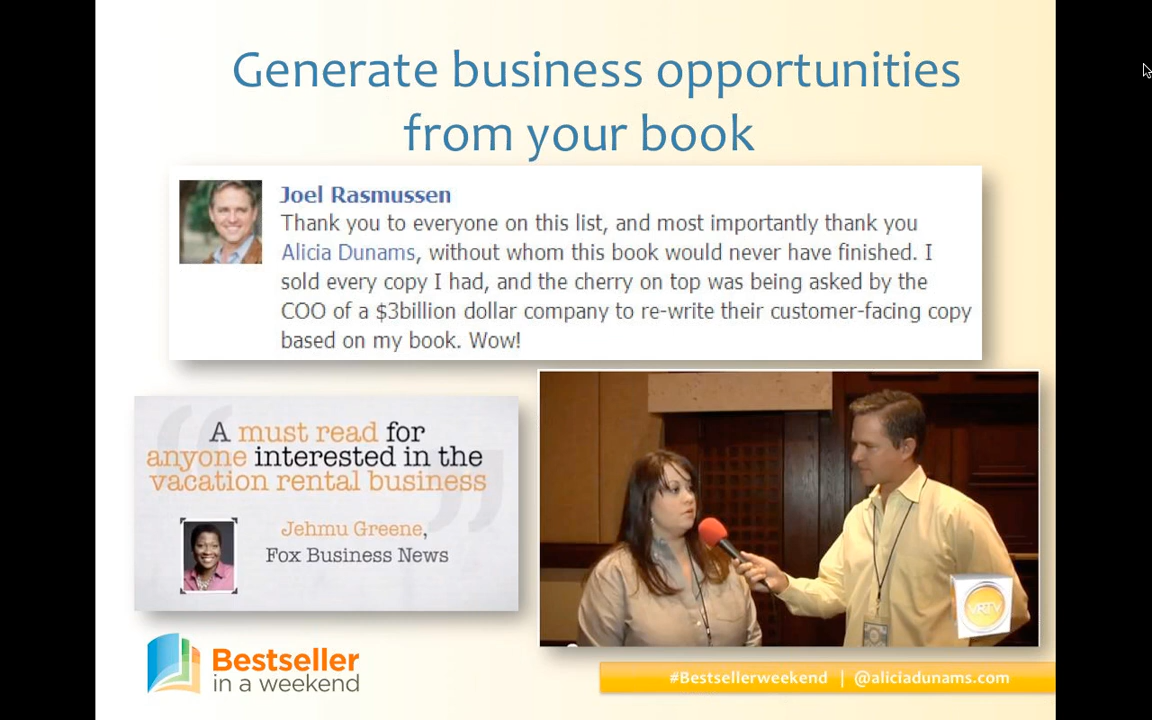 Generate business opportunities
from your book
Joel Rasmussen
Thank you to everyone on this list, and most importantly thank you
Alicia Dunams, without whom this book would never have finished. I
sold every copy I had, and the cherry on top was being asked by the
COO of a $3billion dollar company to re-write their customer-facing copy
based on my book. Wow!
A must read for
anyone interested in the
vacation rental business
Jehmu Greene,
Fox Business News
VRTV
Bestseller
in a weekend
#Bestsellerweekend | @aliciadunams.com